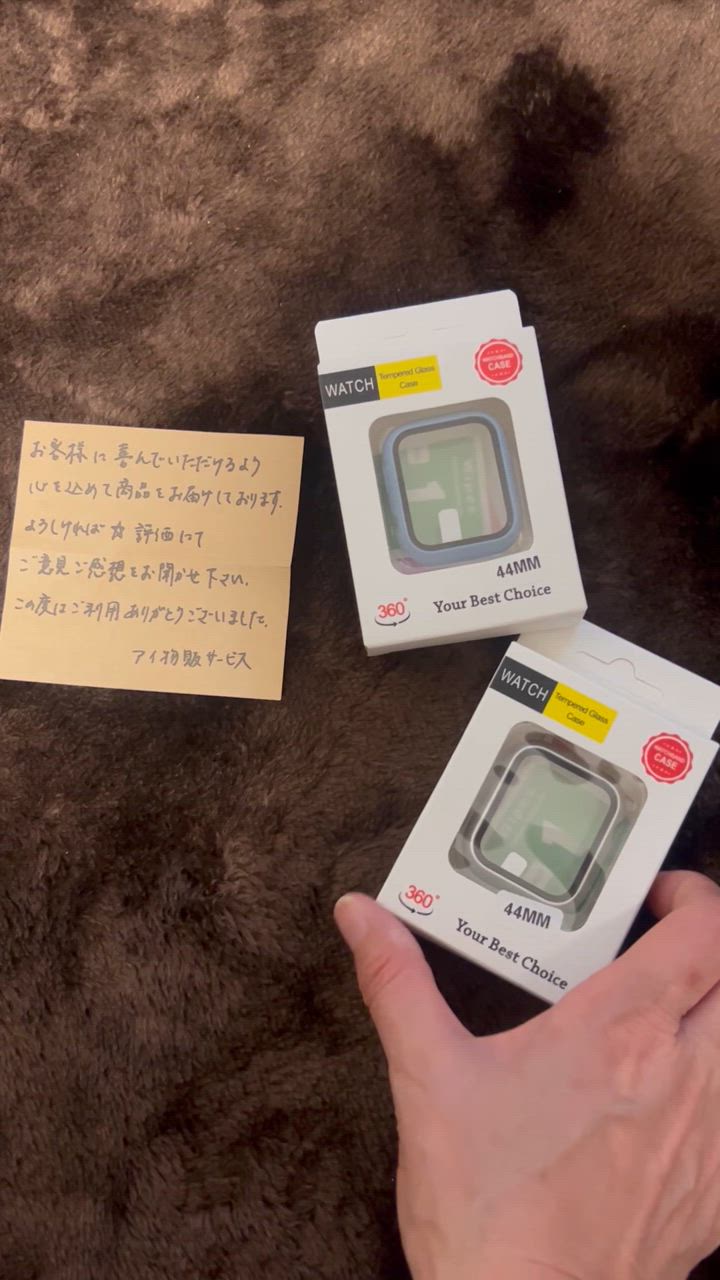 お客様に喜んでいただけるよう
心を込めて商品をお届けしております。
ようしければ☆評価にて
ご意見ご感想をお聞かせ下さい。
この度はご利用ありがとうございました。
アイ物販サービス
WATCH
Tempered Glass
Case
WATCHBAND
CASE
44MM
360°
Your Best Choice
WATCH
Tempered Glass
Case
WATCHBAND
CASE
44MM
360°
Your Best Choice